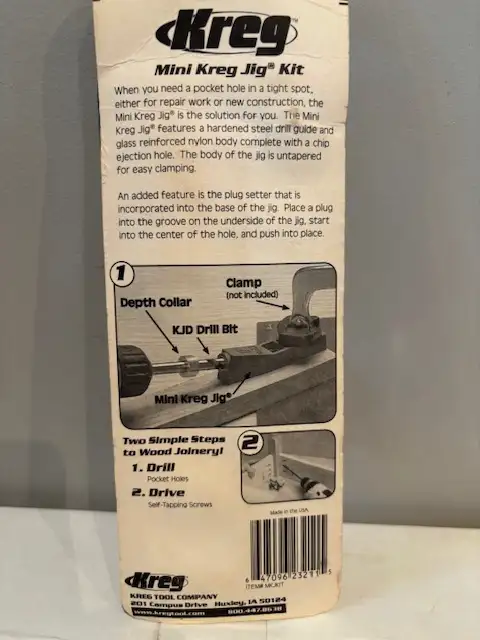 Kreg™
Mini Kreg Jig® Kit
When you need a pocket hole in a tight spot,
either for repair work or new construction, the
Mini Kreg Jig® is the solution for you. The Mini
Kreg Jig® features a hardened steel drill guide and
glass reinforced nylon body complete with a chip
ejection hole. The body of the jig is untapered
for easy clamping.
An added feature is the plug setter that is
incorporated into the base of the jig. Place a plug
into the groove on the underside of the jig, start
into the center of the hole, and push into place.
1
Clamp
(not included)
Depth Collar
KJD Drill Bit
Mini Kreg Jig®
Two Simple Steps
to Wood Joinery!
1. Drill
Pocket Holes
2. Drive
Self-Tapping Screws
2
Made in the USA
6 47096 23211 5
ITEM# MCKIT
Kreg
KREG TOOL COMPANY
201 Campus Drive Huxley, IA 50124
www.kregtool.com 800.447.8638